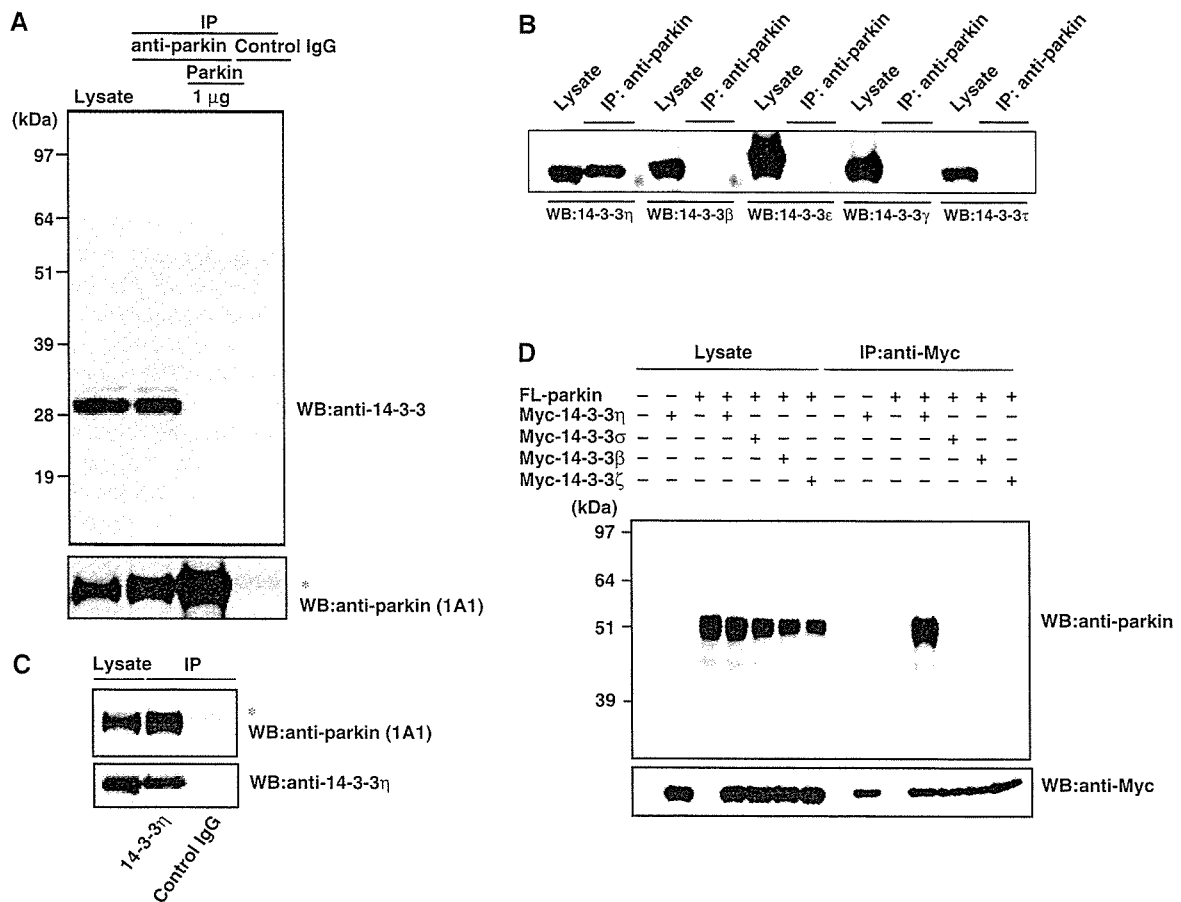 A
IP
anti-parkin Control IgG
Parkin
Lysate 1 μg
(kDa)
97
64
51
39
28
19
WB:anti-14-3-3
*
WB:anti-parkin (1A1)
B
Lysate IP: anti-parkin Lysate IP: anti-parkin Lysate IP: anti-parkin Lysate IP: anti-parkin Lysate IP: anti-parkin
WB:14-3-3η WB:14-3-3β WB:14-3-3ε WB:14-3-3γ WB:14-3-3τ
C
Lysate IP
*
WB:anti-parkin (1A1)
WB:anti-14-3-3η
14-3-3η Control IgG
D
Lysate IP:anti-Myc
FL-parkin – – + + + + + – – + + + + +
Myc-14-3-3η – + – + – – – – + – + – – –
Myc-14-3-3σ – – – – + – – – – – – + – –
Myc-14-3-3β – – – – – + – – – – – – + –
Myc-14-3-3ζ – – – – – – + – – – – – – +
(kDa)
97
64
51
39
WB:anti-parkin
WB:anti-Myc